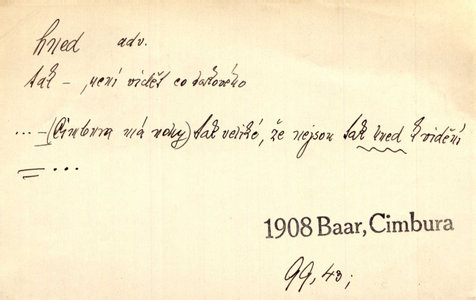 hned adv.
tak –, není vidět co takového
... – (Cimbura má nohy) tak veliké, že nejsou tak hned k vidění
= ...
1908 Baar, Cimbura
99, 48;